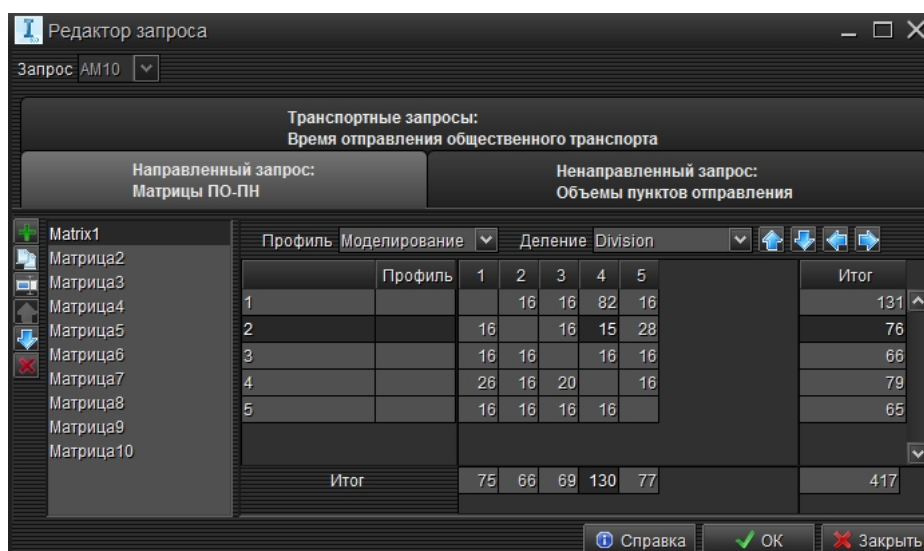 Редактор запроса
Запрос AM10
Транспортные запросы:
Время отправления общественного транспорта
Направленный запрос:
Матрицы ПО-ПН
Ненаправленный запрос:
Объемы пунктов отправления
Matrix1
Матрица2
Матрица3
Матрица4
Матрица5
Матрица6
Матрица7
Матрица8
Матрица9
Матрица10
Профиль Моделирование Деление Division
Профиль 1 2 3 4 5 Итог
1 16 16 82 16 131
2 16 16 15 28 76
3 16 16 16 16 66
4 26 16 20 16 79
5 16 16 16 16 65
Итог 75 66 69 130 77 417
Справка OK Закрыть